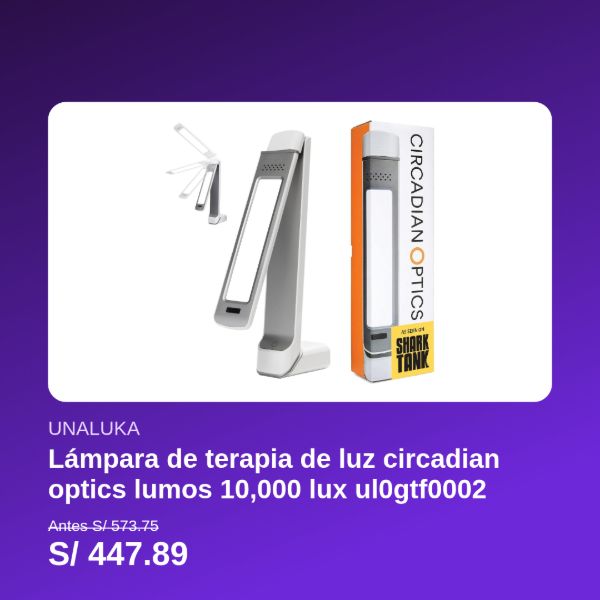 CIRCADIAN OPTICS
AS SEEN ON
SHARK
TANK
UNALUKA
Lámpara de terapia de luz circadian
optics lumos 10,000 lux ul0gtf0002
Antes S/ 573.75
S/ 447.89